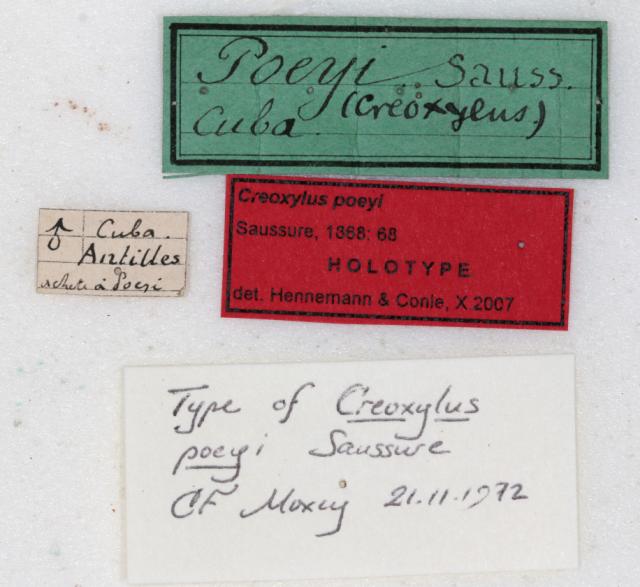 Poeyi Sauss.
Cuba. (Creoxylus)
Creoxylus poeyi
Saussure, 1868: 68
HOLOTYPE
det. Hennemann & Conle, X.2007
♂ Cuba.
Antilles
acheté à Poeyi
Type of Creoxylus
poeyi Saussure
CF Moxey 21.11.1972